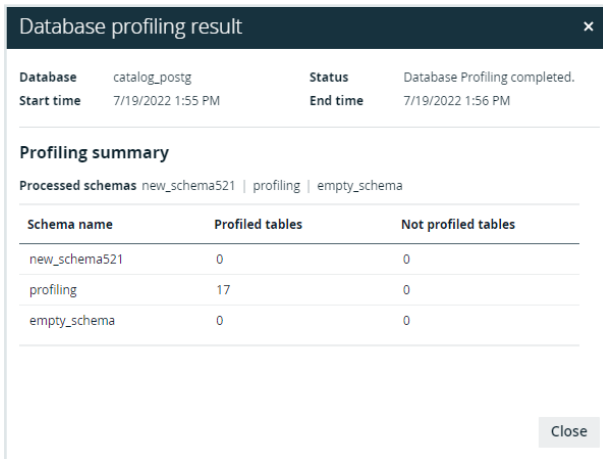 Database profiling result ×
Database catalog_postg Status Database Profiling completed.
Start time 7/19/2022 1:55 PM End time 7/19/2022 1:56 PM
Profiling summary
Processed schemas new_schema521 | profiling | empty_schema
Schema name Profiled tables Not profiled tables
new_schema521 0 0
profiling 17 0
empty_schema 0 0
Close